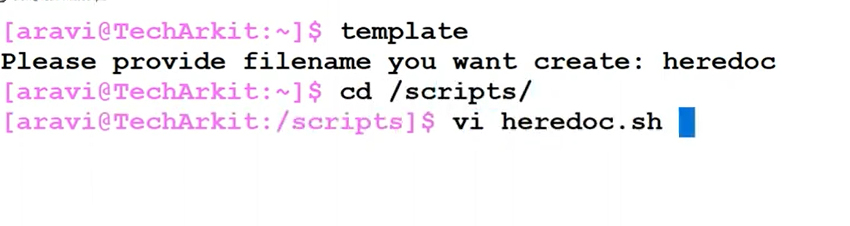 [aravi@TechArkit:~]$ template
Please provide filename you want create: heredoc
[aravi@TechArkit:~]$ cd /scripts/
[aravi@TechArkit:/scripts]$ vi heredoc.sh